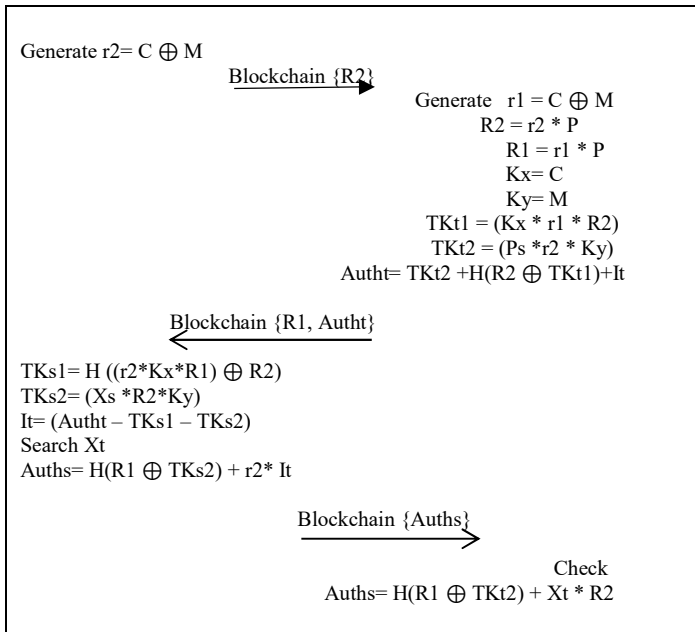 Generate r2= C ⊕ M
Blockchain {R2}
Generate r1 = C ⊕ M
R2 = r2 * P
R1 = r1 * P
Kx= C
Ky= M
TKt1 = (Kx * r1 * R2)
TKt2 = (Ps *r2 * Ky)
Autht= TKt2 +H(R2 ⊕ TKt1)+It
Blockchain {R1, Autht}
TKs1= H ((r2*Kx*R1) ⊕ R2)
TKs2= (Xs *R2*Ky)
It= (Autht – TKs1 – TKs2)
Search Xt
Auths= H(R1 ⊕ TKs2) + r2* It
Blockchain {Auths}
Check
Auths= H(R1 ⊕ TKt2) + Xt * R2